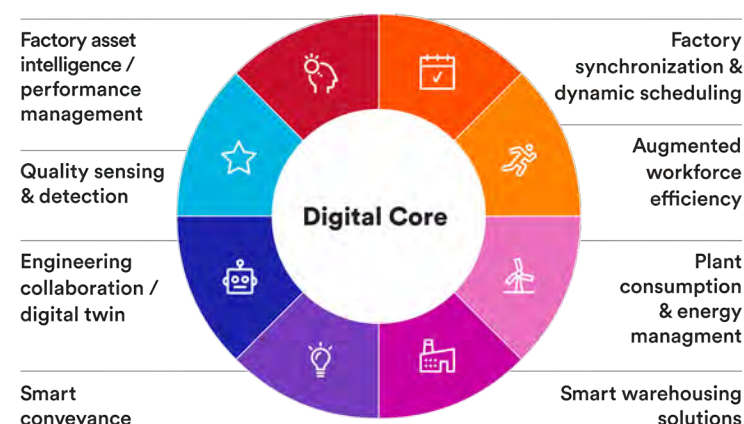 Factory asset
intelligence /
performance
management
Quality sensing
& detection
Engineering
collaboration /
digital twin
Smart
conveyance
Digital Core
Factory
synchronization &
dynamic scheduling
Augmented
workforce
efficiency
Plant
consumption
& energy
managment
Smart warehousing
solutions